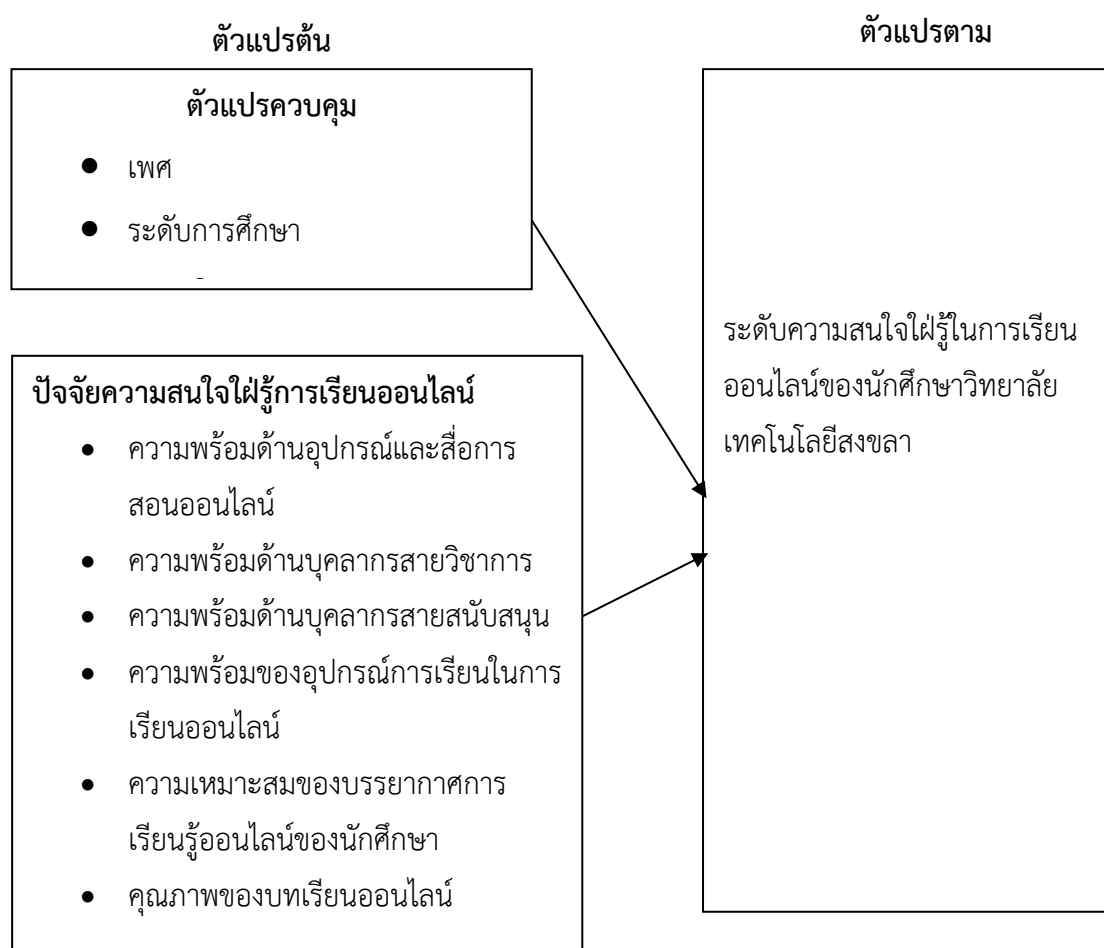 ตัวแปรต้น
ตัวแปรควบคุม
● เพศ
● ระดับการศึกษา
ปัจจัยความสนใจใฝ่รู้การเรียนออนไลน์
● ความพร้อมด้านอุปกรณ์และสื่อการ
สอนออนไลน์
● ความพร้อมด้านบุคลากรสายวิชาการ
● ความพร้อมด้านบุคลากรสายสนับสนุน
● ความพร้อมของอุปกรณ์การเรียนในการ
เรียนออนไลน์
● ความเหมาะสมของบรรยากาศการ
เรียนรู้ออนไลน์ของนักศึกษา
● คุณภาพของบทเรียนออนไลน์
ตัวแปรตาม
ระดับความสนใจใฝ่รู้ในการเรียน
ออนไลน์ของนักศึกษาวิทยาลัย
เทคโนโลยีสงขลา